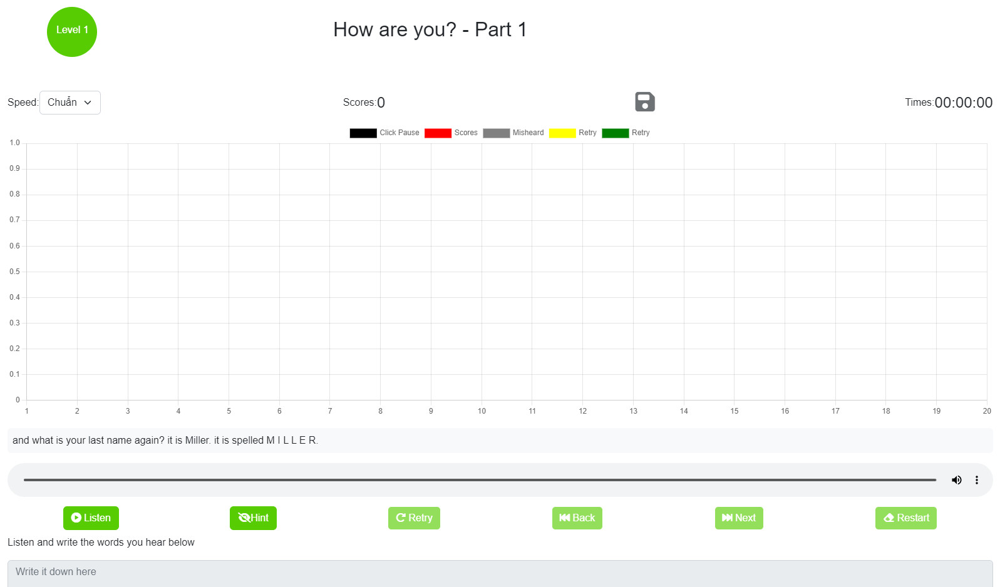 Level 1
How are you? - Part 1
Speed: Chuẩn
Scores:0
Times:00:00:00
Click Pause Scores Misheard Retry Retry
1.0
0.9
0.8
0.7
0.6
0.5
0.4
0.3
0.2
0.1
0
1 2 3 4 5 6 7 8 9 10 11 12 13 14 15 16 17 18 19 20
and what is your last name again? it is Miller. it is spelled M I L L E R.
Listen Hint Retry Back Next Restart
Listen and write the words you hear below
Write it down here